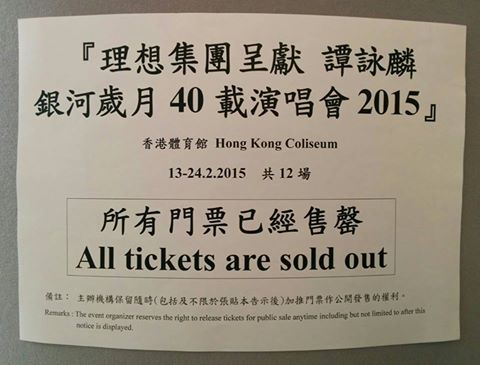 『理想集團呈獻 譚詠麟
銀河歲月 40 載演唱會 2015』
香港體育館 Hong Kong Coliseum
13-24.2.2015 共 12 場
所有門票已經售罄
All tickets are sold out
備註： 主辦機構保留隨時(包括及不限於張貼本告示後)加推門票作公開發售的權利。
Remarks : The event organizer reserves the right to release tickets for public sale anytime including but not limited to after this
notice is displayed.